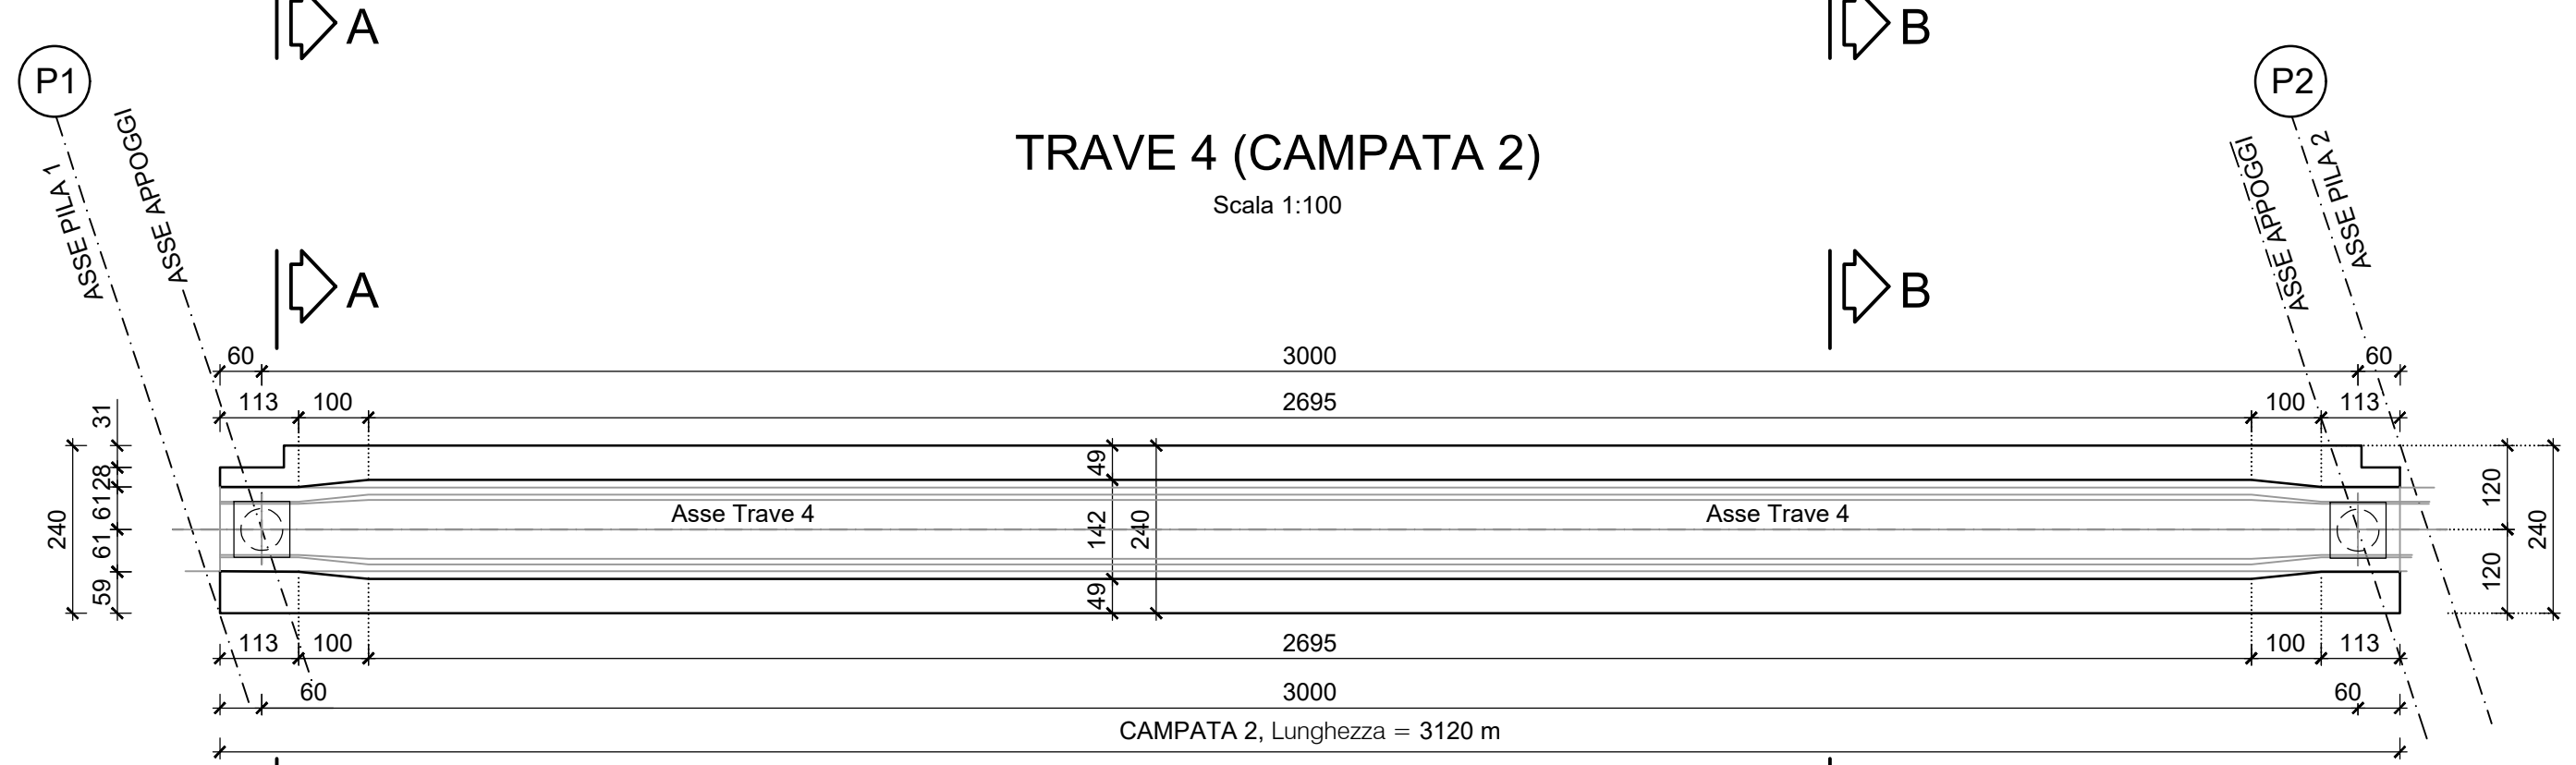 A
B
P1
P2
ASSE PILA 1
ASSE APPOGGI
TRAVE 4 (CAMPATA 2)
Scala 1:100
ASSE APPOGGI
ASSE PILA 2
A
B
60
3000
60
113
100
2695
100
113
31
128
61
61
59
240
49
142
49
240
Asse Trave 4
Asse Trave 4
120
120
240
113
100
2695
100
113
60
3000
60
CAMPATA 2, Lunghezza = 3120 m